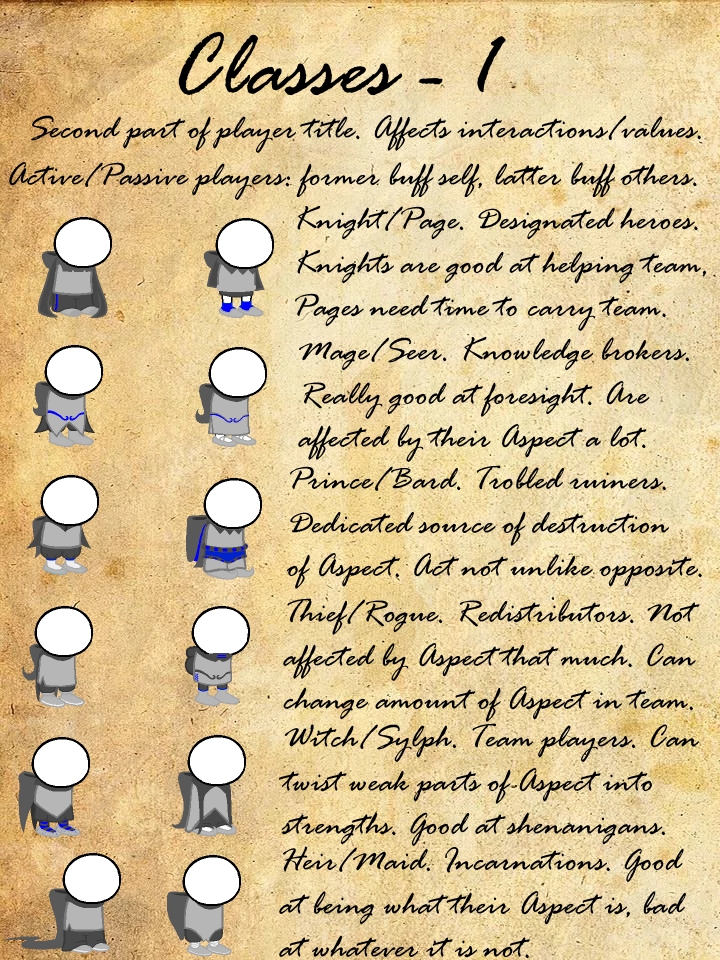 Classes - 1
Second part of player title. Affects interactions/values.
Active/Passive players: former buff self, latter buff others.
Knight/Page. Designated heroes.
Knights are good at helping team,
Pages need time to carry team.
Mage/Seer. Knowledge brokers.
Really good at foresight. Are
affected by their Aspect a lot.
Prince/Bard. Trobled ruiners.
Dedicated source of destruction
of Aspect. Act not unlike opposite.
Thief/Rogue. Redistributors. Not
affected by Aspect that much. Can
change amount of Aspect in team.
Witch/Sylph. Team players. Can
twist weak parts of-Aspect into
strengths. Good at shenanigans.
Heir/Maid. Incarnations. Good
at being what their Aspect is, bad
at whatever it is not.